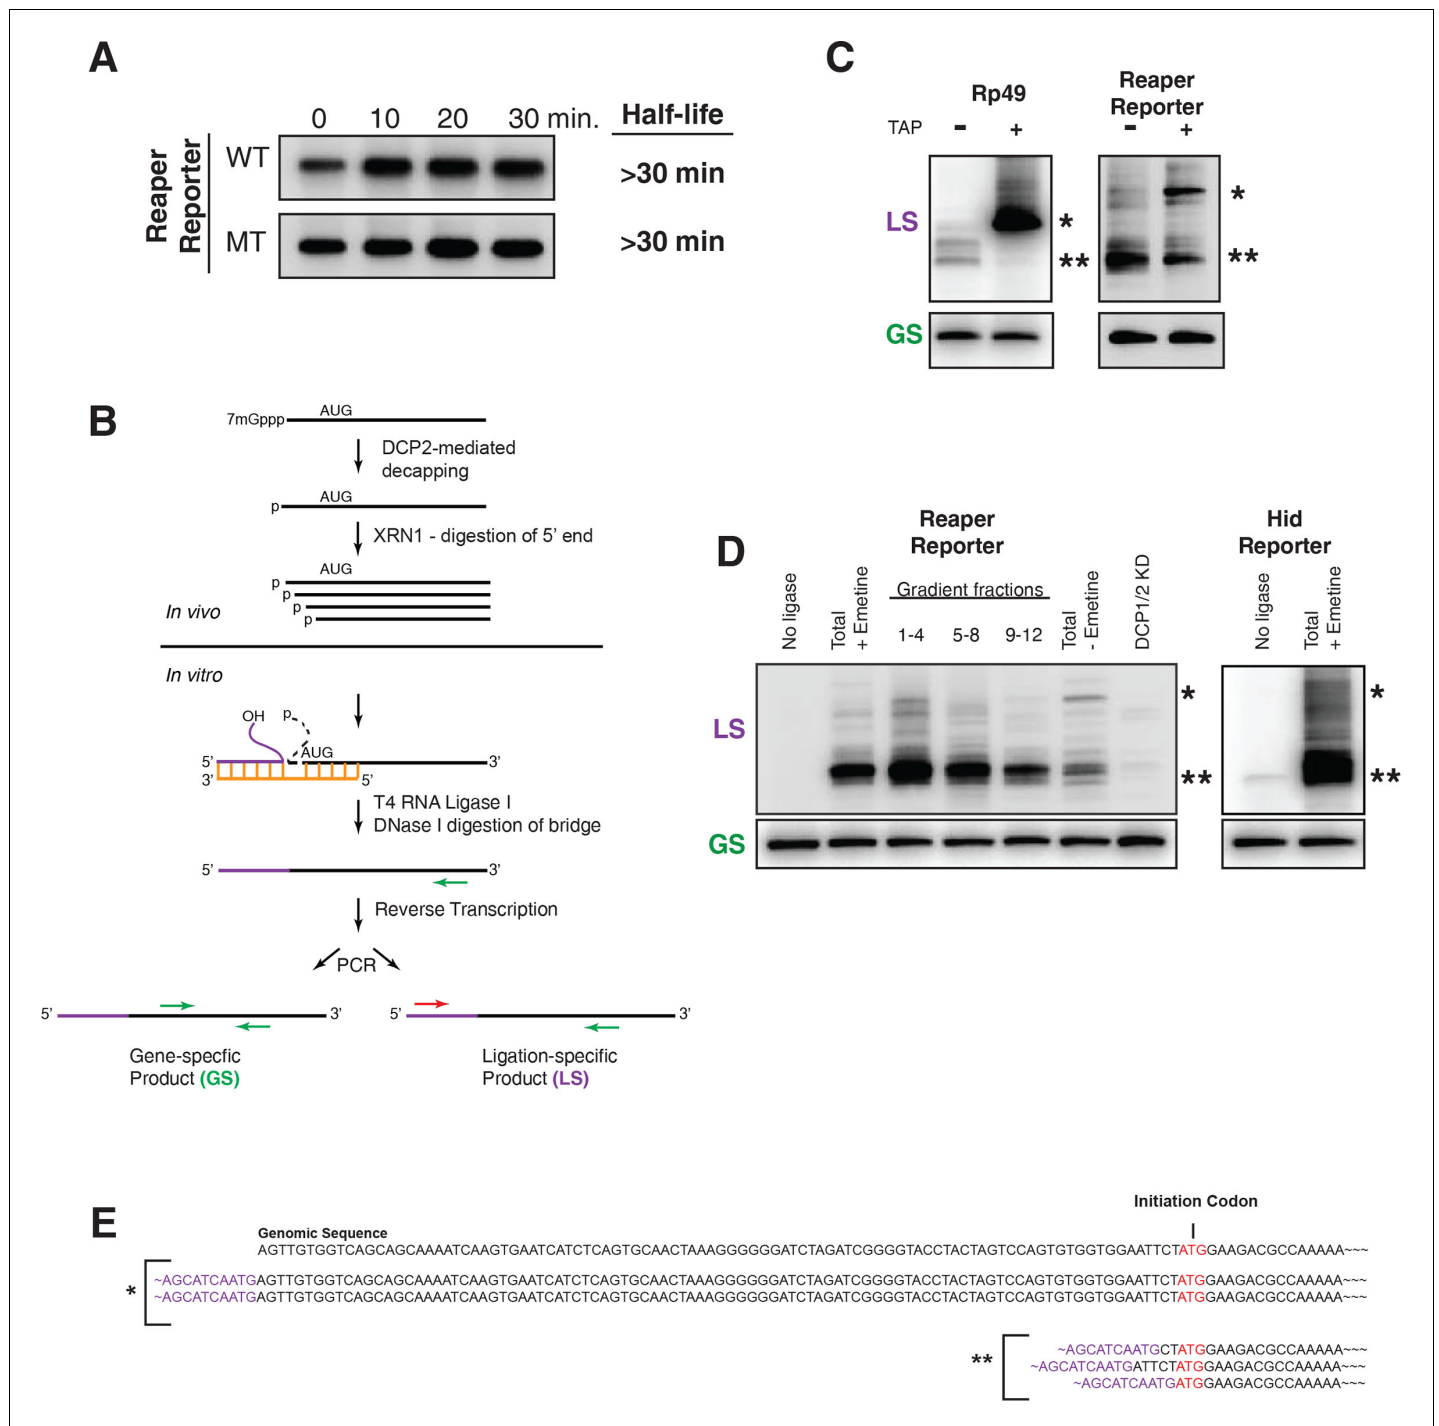 A
0 10 20 30 min. Half-life
Reaper
Reporter
WT
>30 min
MT
>30 min
B
7mGppp
AUG
DCP2-mediated
decapping
p
AUG
XRN1 - digestion of 5’ end
AUG
p
p
p
p
In vivo
In vitro
OH
p
AUG
5’
3’
3’
5’
T4 RNA Ligase I
DNase I digestion of bridge
5’
3’
Reverse Transcription
PCR
5’
3’
5’
3’
Gene-specfic
Product (GS)
Ligation-specific
Product (LS)
C
Rp49
Reaper
Reporter
TAP - + - +
LS
*
**
*
**
GS
D
Reaper
Reporter
Hid
Reporter
No ligase
Total
+ Emetine
Gradient fractions
1-4 5-8 9-12
Total
- Emetine
DCP1/2 KD
No ligase
Total
+ Emetine
LS
*
**
*
**
GS
E
Initiation Codon
Genomic Sequence
AGTTGTGGTCAGCAGCAAAATCAAGTGAATCATCTCAGTGCAACTAAAGGGGGGATCTAGATCGGGGTACCTACTAGTCCAGTGTGGTGGAATTCTATGGAAGACGCCAAAAA~~~
*
~AGCATCAATGAGTTGTGGTCAGCAGCAAAATCAAGTGAATCATCTCAGTGCAACTAAAGGGGGGATCTAGATCGGGGTACCTACTAGTCCAGTGTGGTGGAATTCTATGGAAGACGCCAAAAA~~~
~AGCATCAATGAGTTGTGGTCAGCAGCAAAATCAAGTGAATCATCTCAGTGCAACTAAAGGGGGGATCTAGATCGGGGTACCTACTAGTCCAGTGTGGTGGAATTCTATGGAAGACGCCAAAAA~~~
**
~AGCATCAATGCTATGGAAGACGCCAAAAA~~~
~AGCATCAATGATTCTATGGAAGACGCCAAAAA~~~
~AGCATCAATGATGGAAGACGCCAAAAA~~~